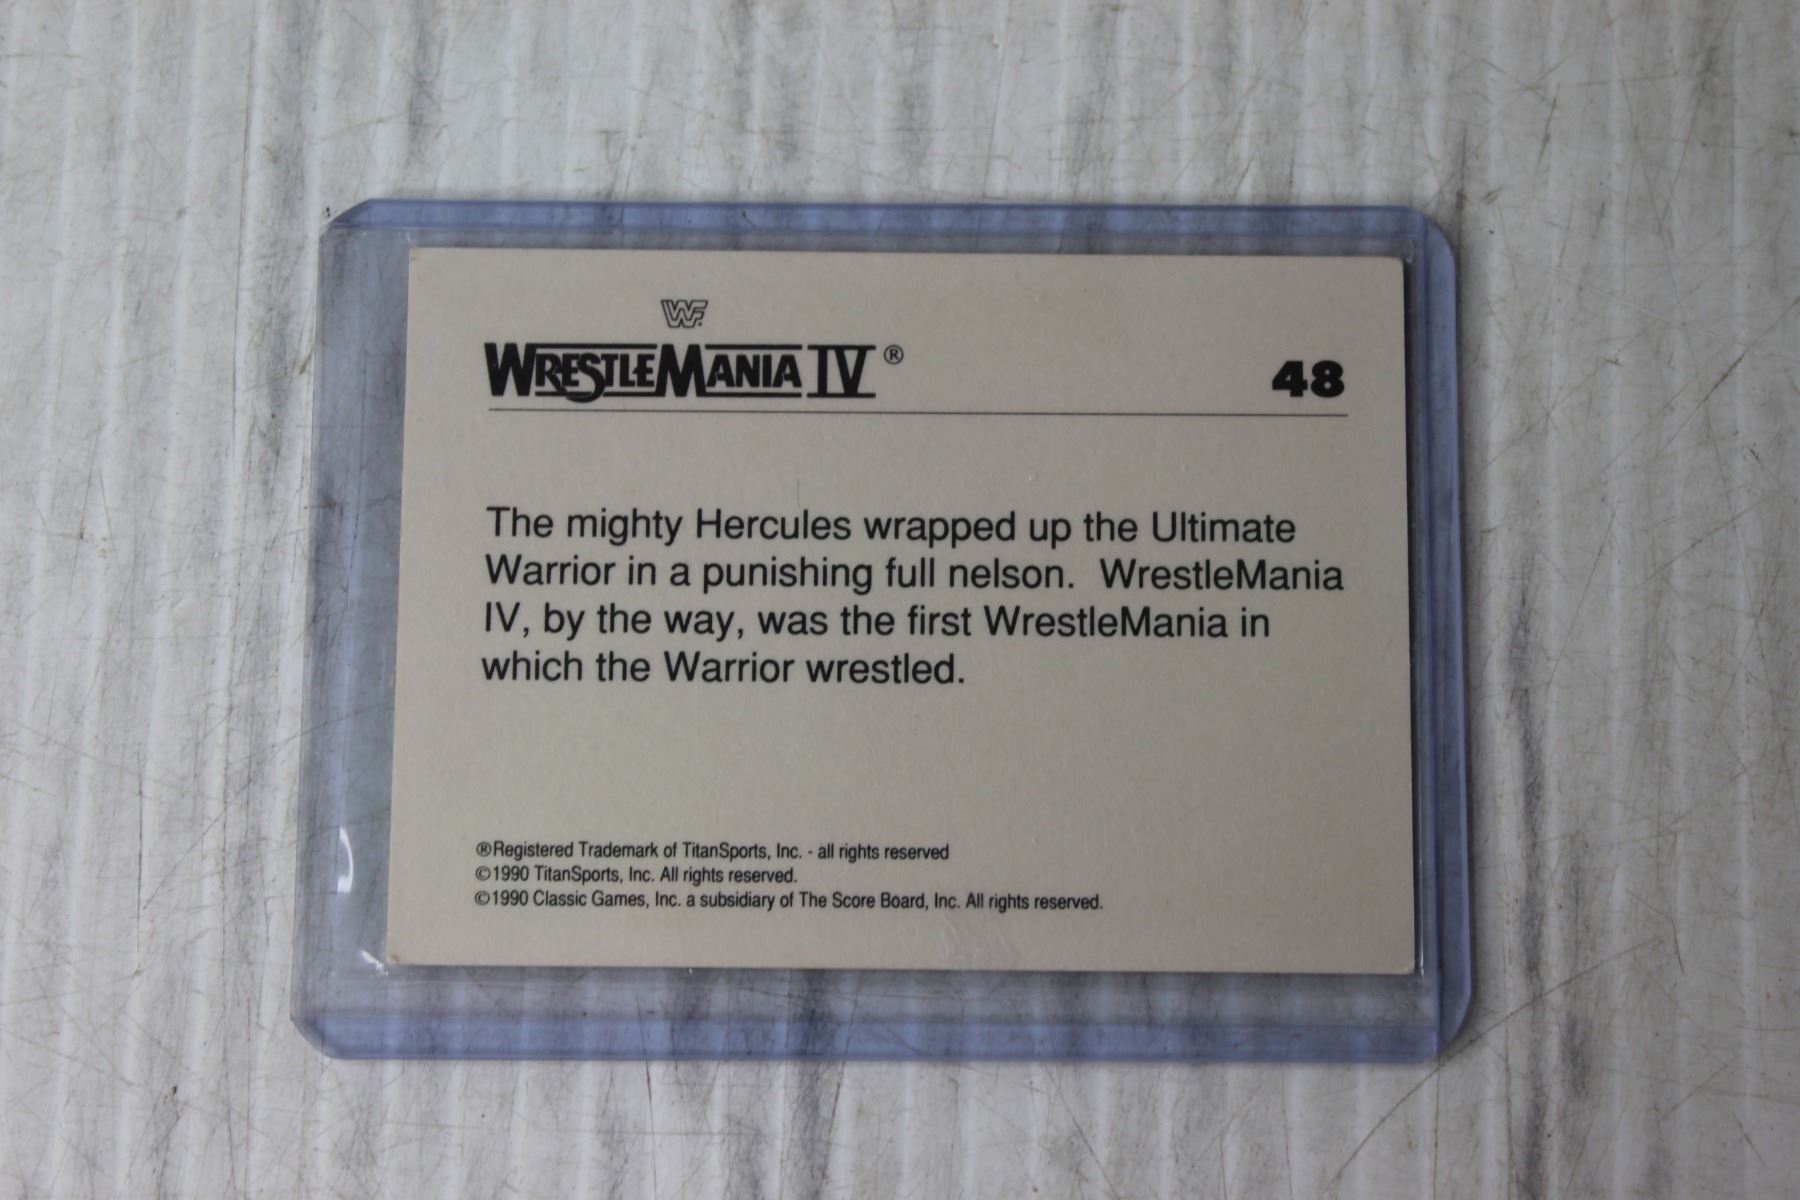 WF
WRESTLEMANIA IV ®
48
The mighty Hercules wrapped up the Ultimate
Warrior in a punishing full nelson.  WrestleMania
IV, by the way, was the first WrestleMania in
which the Warrior wrestled.
®Registered Trademark of TitanSports, Inc. - all rights reserved
©1990 TitanSports, Inc. All rights reserved.
©1990 Classic Games, Inc. a subsidiary of The Score Board, Inc. All rights reserved.